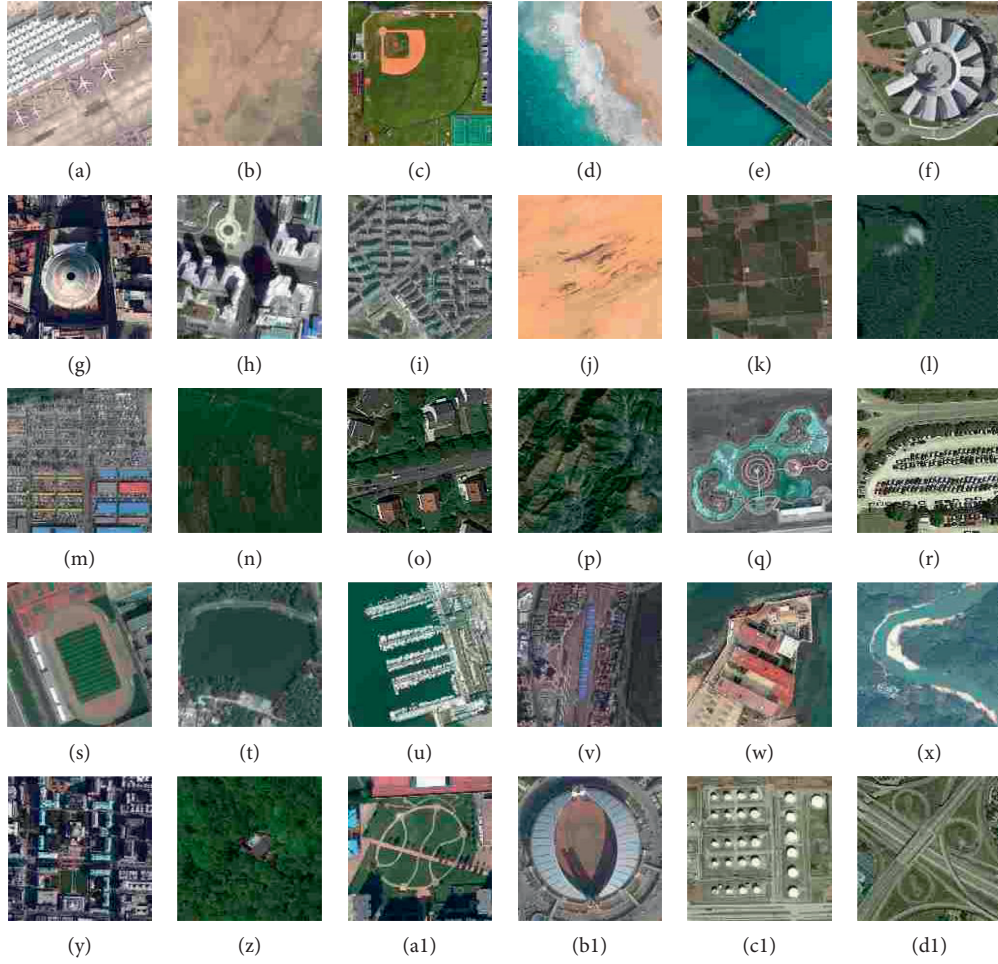 (a) (b) (c) (d) (e) (f)
(g) (h) (i) (j) (k) (l)
(m) (n) (o) (p) (q) (r)
(s) (t) (u) (v) (w) (x)
(y) (z) (a1) (b1) (c1) (d1)